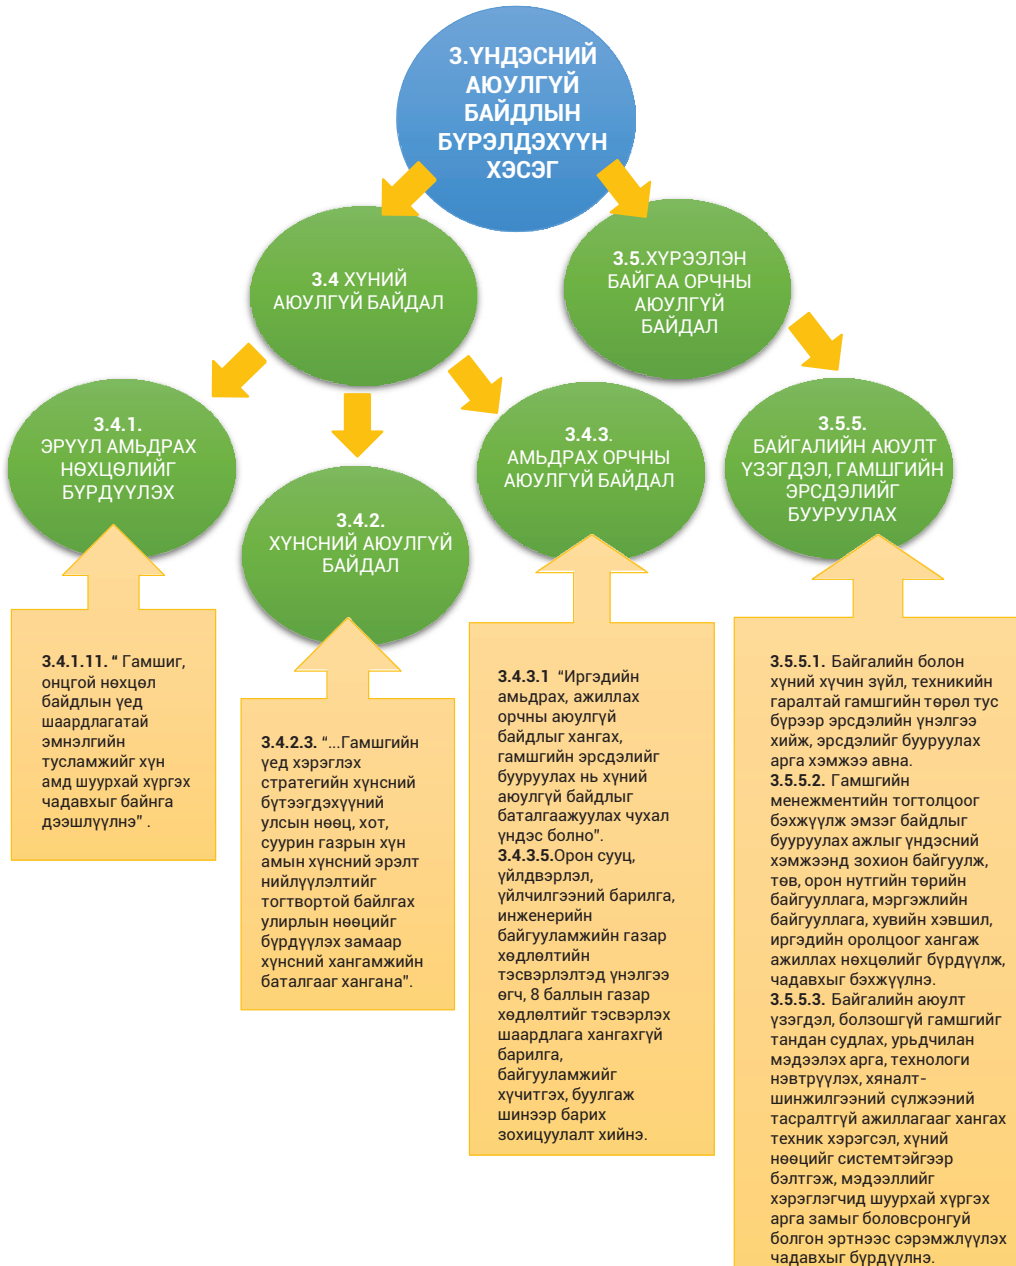 3.ҮНДЭСНИЙ
АЮУЛГҮЙ
БАЙДЛЫН
БҮРЭЛДЭХҮҮН
ХЭСЭГ
3.4 ХҮНИЙ
АЮУЛГҮЙ БАЙДАЛ
3.5.ХҮРЭЭЛЭН
БАЙГАА ОРЧНЫ
АЮУЛГҮЙ
БАЙДАЛ
3.4.1.
ЭРҮҮЛ АМЬДРАХ
НӨХЦӨЛИЙГ
БҮРДҮҮЛЭХ
3.4.2.
ХҮНСНИЙ АЮУЛГҮЙ
БАЙДАЛ
3.4.3.
АМЬДРАХ ОРЧНЫ
АЮУЛГҮЙ БАЙДАЛ
3.5.5.
БАЙГАЛИЙН АЮУЛТ
ҮЗЭГДЭЛ, ГАМШГИЙН
ЭРСДЭЛИЙГ
БУУРУУЛАХ
3.4.1.11. “ Гамшиг,
онцгой нөхцөл
байдлын үед
шаардлагатай
эмнэлгийн
тусламжийг хүн
амд шуурхай хүргэх
чадавхыг байнга
дээшлүүлнэ” .
3.4.2.3. “...Гамшгийн
үед хэрэглэх
стратегийн хүнсний
бүтээгдэхүүний
улсын нөөц, хот,
суурин газрын хүн
амын хүнсний эрэлт
нийлүүлэлтийг
тогтвортой байлгах
улирлын нөөцийг
бүрдүүлэх замаар
хүнсний хангамжийн
баталгааг хангана”.
3.4.3.1 “Иргэдийн
амьдрах, ажиллах
орчны аюулгүй
байдлыг хангах,
гамшгийн эрсдэлийг
бууруулах нь хүний
аюулгүй байдлыг
баталгаажуулах чухал
үндэс болно”.
3.4.3.5.Орон сууц,
үйлдвэрлэл,
үйлчилгээний барилга,
инженерийн
байгууламжийн газар
хөдлөлтийн
тэсвэрлэлтэд үнэлгээ
өгч, 8 баллын газар
хөдлөлтийг тэсвэрлэх
шаардлага хангахгүй
барилга,
байгууламжийг
хүчитгэх, буулгаж
шинээр барих
зохицуулалт хийнэ.
3.5.5.1. Байгалийн болон
хүний хүчин зүйл, техникийн
гаралтай гамшгийн төрөл тус
бүрээр эрсдэлийн үнэлгээ
хийж, эрсдэлийг бууруулах
арга хэмжээ авна.
3.5.5.2. Гамшгийн
менежментийн тогтолцоог
бэхжүүлж эмзэг байдлыг
бууруулах ажлыг үндэсний
хэмжээнд зохион байгуулж,
төв, орон нутгийн төрийн
байгууллага, мэргэжлийн
байгууллага, хувийн хэвшил,
иргэдийн оролцоог хангаж
ажиллах нөхцөлийг бүрдүүлж,
чадавхыг бэхжүүлнэ.
3.5.5.3. Байгалийн аюулт
үзэгдэл, болзошгүй гамшгийг
тандан судлах, урьдчилан
мэдээлэх арга, технологи
нэвтрүүлэх, хяналт-
шинжилгээний сүлжээний
тасралтгүй ажиллагааг хангах
техник хэрэгсэл, хүний
нөөцийг системтэйгээр
бэлтгэж, мэдээллийг
хэрэглэгчид шуурхай хүргэх
арга замыг боловсронгуй
болгон эртнээс сэрэмжлүүлэх
чадавхыг бүрдүүлнэ.